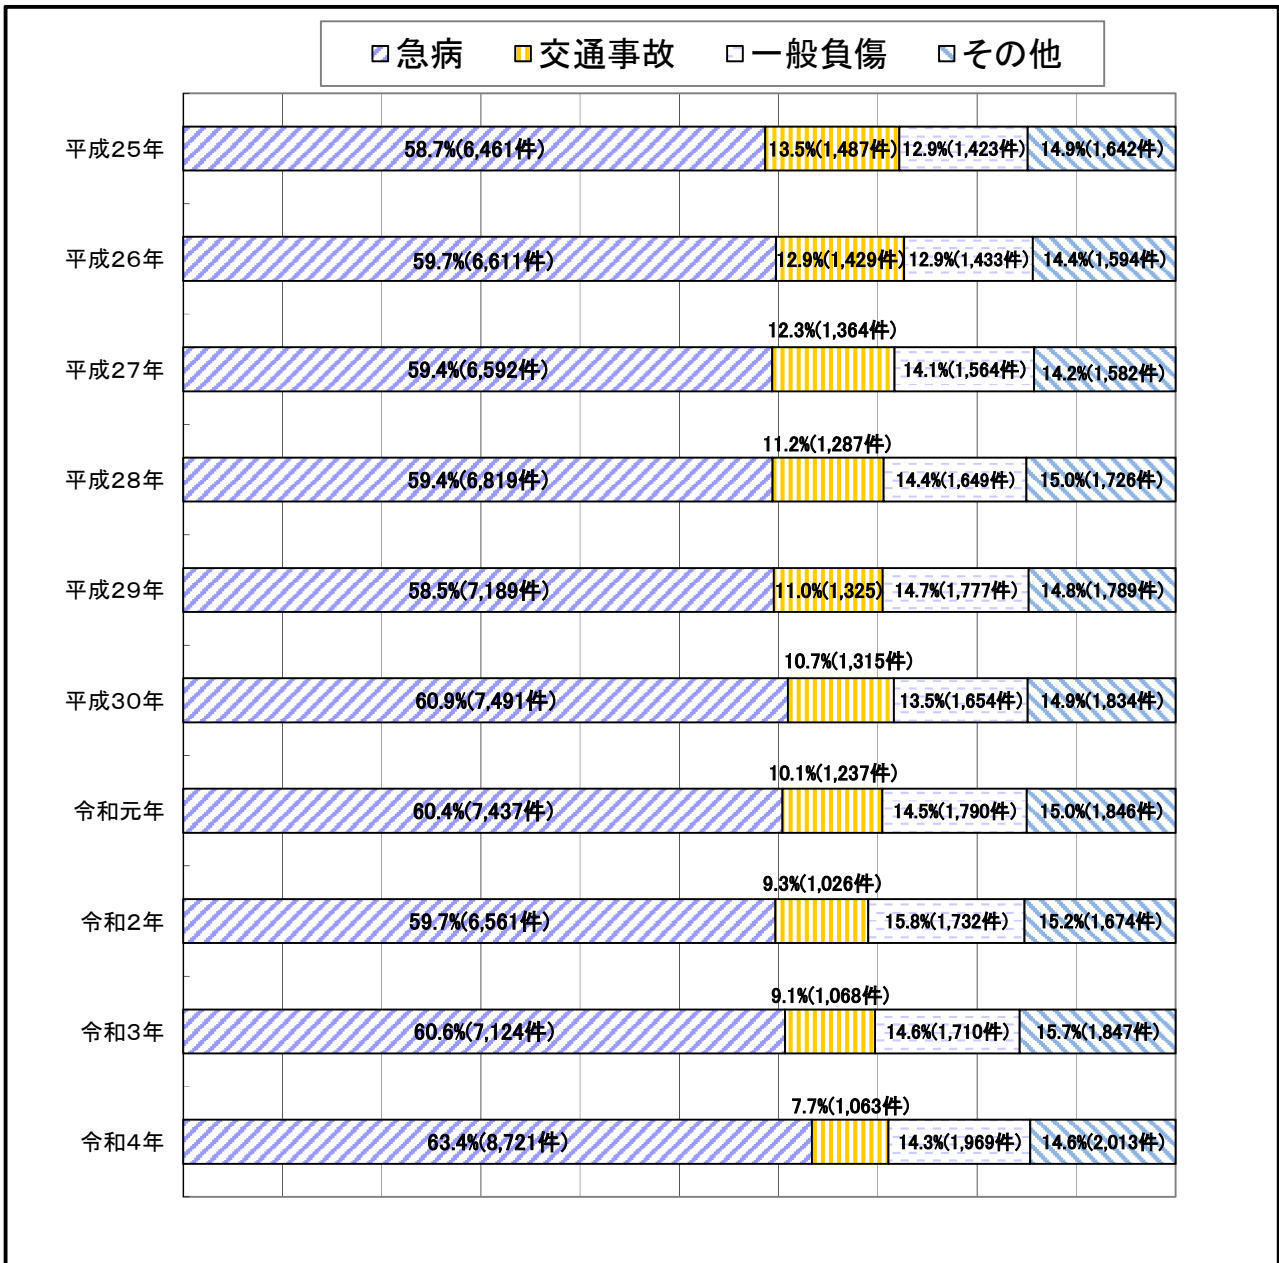 急病 交通事故 一般負傷 その他
平成25年 58.7%(6,461件) 13.5%(1,487件) 12.9%(1,423件) 14.9%(1,642件)
平成26年 59.7%(6,611件) 12.9%(1,429件) 12.9%(1,433件) 14.4%(1,594件)
12.3%(1,364件)
平成27年 59.4%(6,592件) 14.1%(1,564件) 14.2%(1,582件)
11.2%(1,287件)
平成28年 59.4%(6,819件) 14.4%(1,649件) 15.0%(1,726件)
平成29年 58.5%(7,189件) 11.0%(1,325) 14.7%(1,777件) 14.8%(1,789件)
10.7%(1,315件)
平成30年 60.9%(7,491件) 13.5%(1,654件) 14.9%(1,834件)
10.1%(1,237件)
令和元年 60.4%(7,437件) 14.5%(1,790件) 15.0%(1,846件)
9.3%(1,026件)
令和2年 59.7%(6,561件) 15.8%(1,732件) 15.2%(1,674件)
9.1%(1,068件)
令和3年 60.6%(7,124件) 14.6%(1,710件) 15.7%(1,847件)
7.7%(1,063件)
令和4年 63.4%(8,721件) 14.3%(1,969件) 14.6%(2,013件)